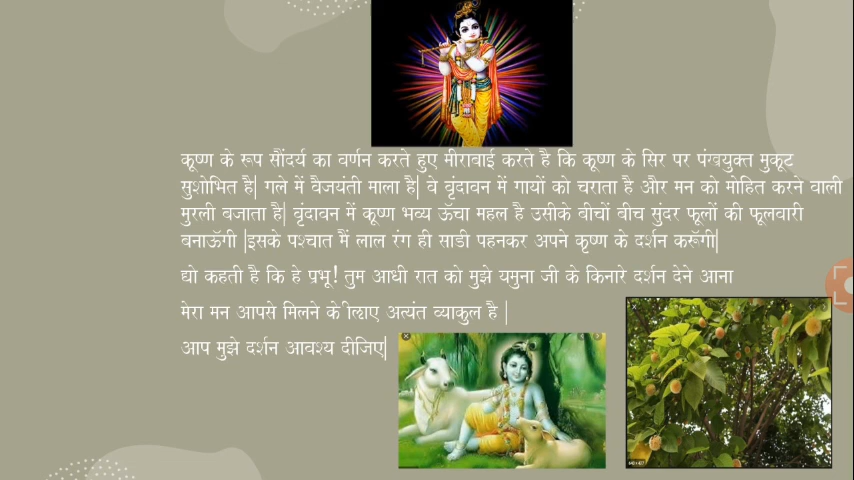 कृष्ण के रूप सौंदर्य का वर्णन करते हुए मीराबाई करते है कि कृष्ण के सिर पर पंखयुक्त मुकूट
सुशोभित है| गले में वैजयंती माला है| वे वृंदावन में गायों को चराता है और मन को मोहित करने वाली
मुरली बजाता है| वृंदावन में कृष्ण भव्य ऊँचा महल है उसीके बीचों बीच सुंदर फूलों की फूलवारी
बनाऊँगी |इसके पश्चात मैं लाल रंग ही साडी पहनकर अपने कृष्ण के दर्शन करूँगी|
द्यो कहती है कि हे प्रभू! तुम आधी रात को मुझे यमुना जी के किनारे दर्शन देने आना
मेरा मन आपसे मिलने के लिाए अत्यंत व्याकुल है |
आप मुझे दर्शन आवश्य दीजिए|